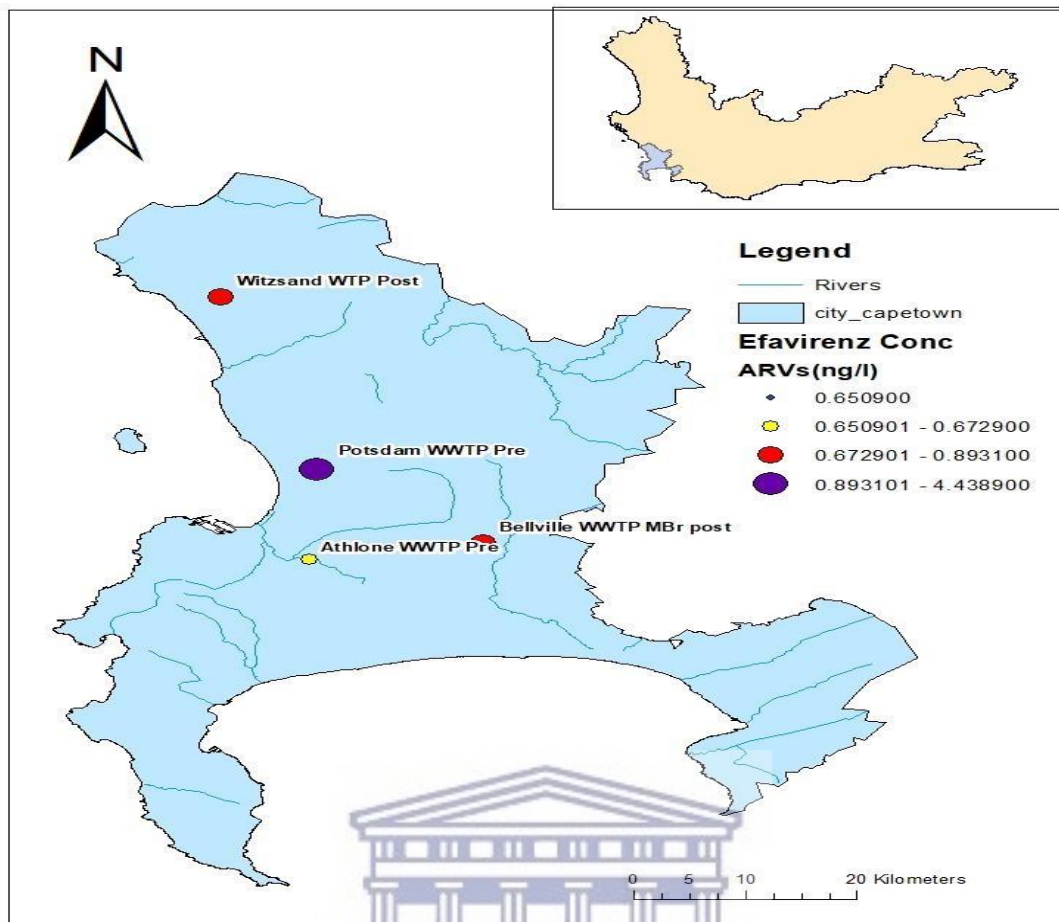 N
Witzsand WTP Post
Potsdam WWTP Pre
Bellville WWTP MBr post
Athlone WWTP Pre
Legend
Rivers
city_capetown
Efavirenz Conc
ARVs(ng/l)
0.650900
0.650901 - 0.672900
0.672901 - 0.893100
0.893101 - 4.438900
0 5 10 20 Kilometers